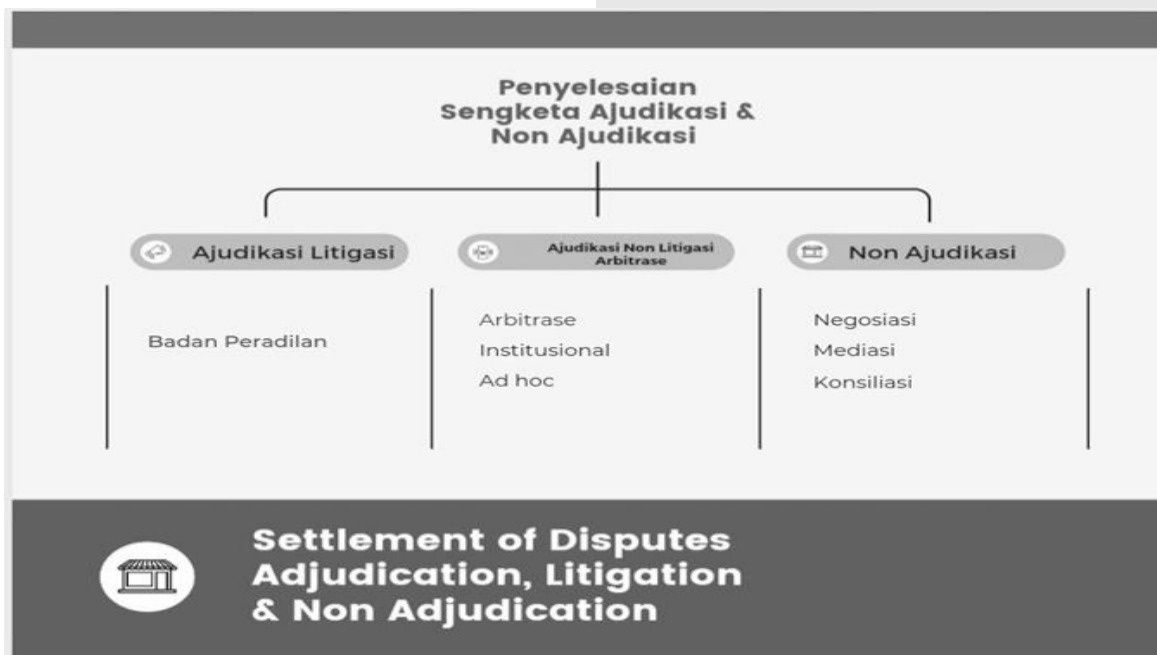 Penyelesaian
Sengketa Ajudikasi &
Non Ajudikasi
Ajudikasi Litigasi
Badan Peradilan
Ajudikasi Non Litigasi
Arbitrase
Arbitrase
Institusional
Ad hoc
Non Ajudikasi
Negosiasi
Mediasi
Konsiliasi
Settlement of Disputes
Adjudication, Litigation
& Non Adjudication